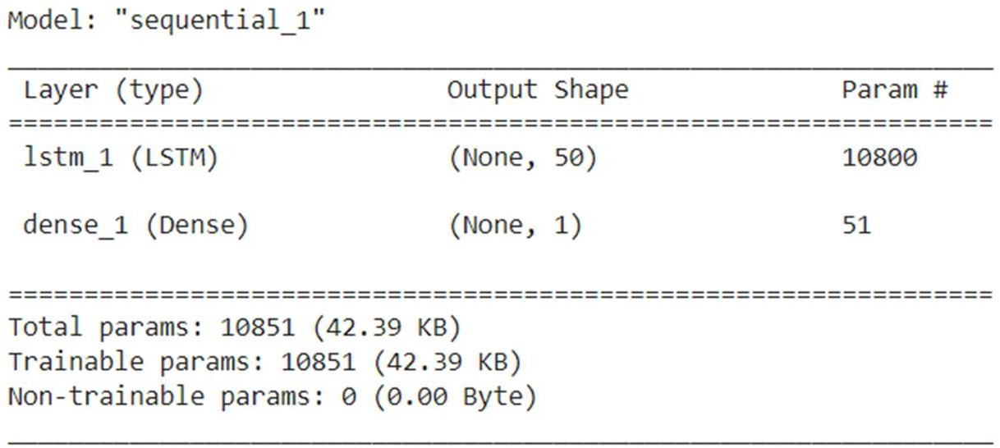 Model: "sequential_1"
_________________________________________________________________
Layer (type)                Output Shape              Param #
=================================================================
lstm_1 (LSTM)               (None, 50)                10800
dense_1 (Dense)             (None, 1)                 51
=================================================================
Total params: 10851 (42.39 KB)
Trainable params: 10851 (42.39 KB)
Non-trainable params: 0 (0.00 Byte)
_________________________________________________________________